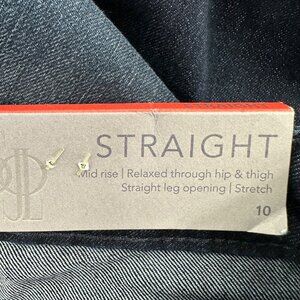 STRAIGHT
Mid rise | Relaxed through hip & thigh
Straight leg opening | Stretch
10